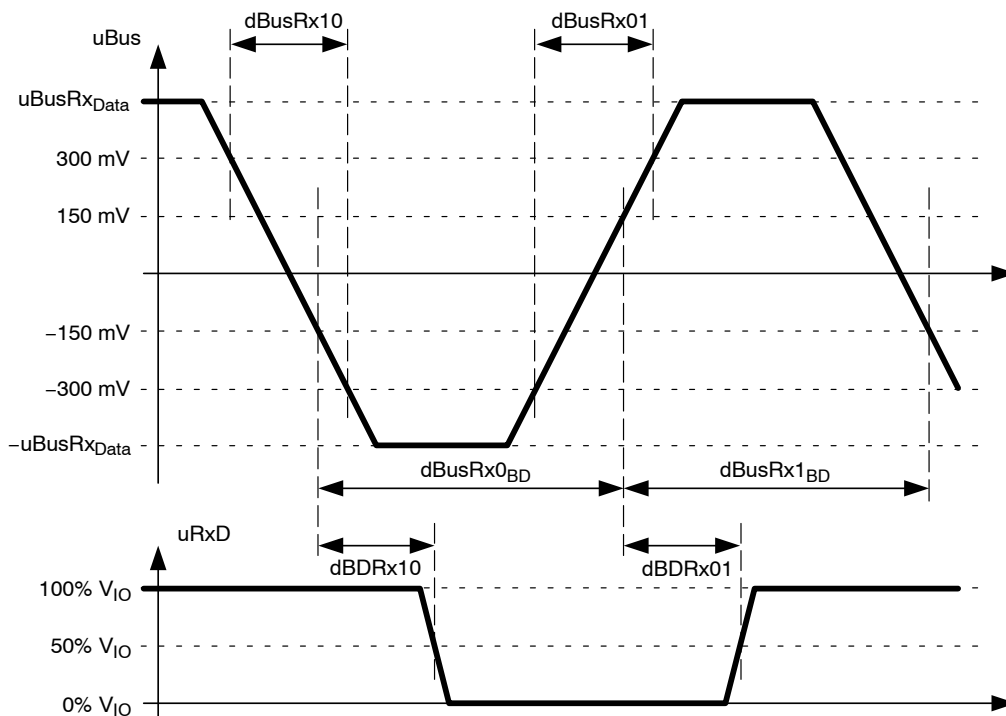 dBusRx10 dBusRx01
uBus
uBusRxData
300 mV
150 mV
−150 mV
−300 mV
−uBusRxData
dBusRx0BD dBusRx1BD
uRxD
dBDRx10 dBDRx01
100% VIO
50% VIO
0% VIO